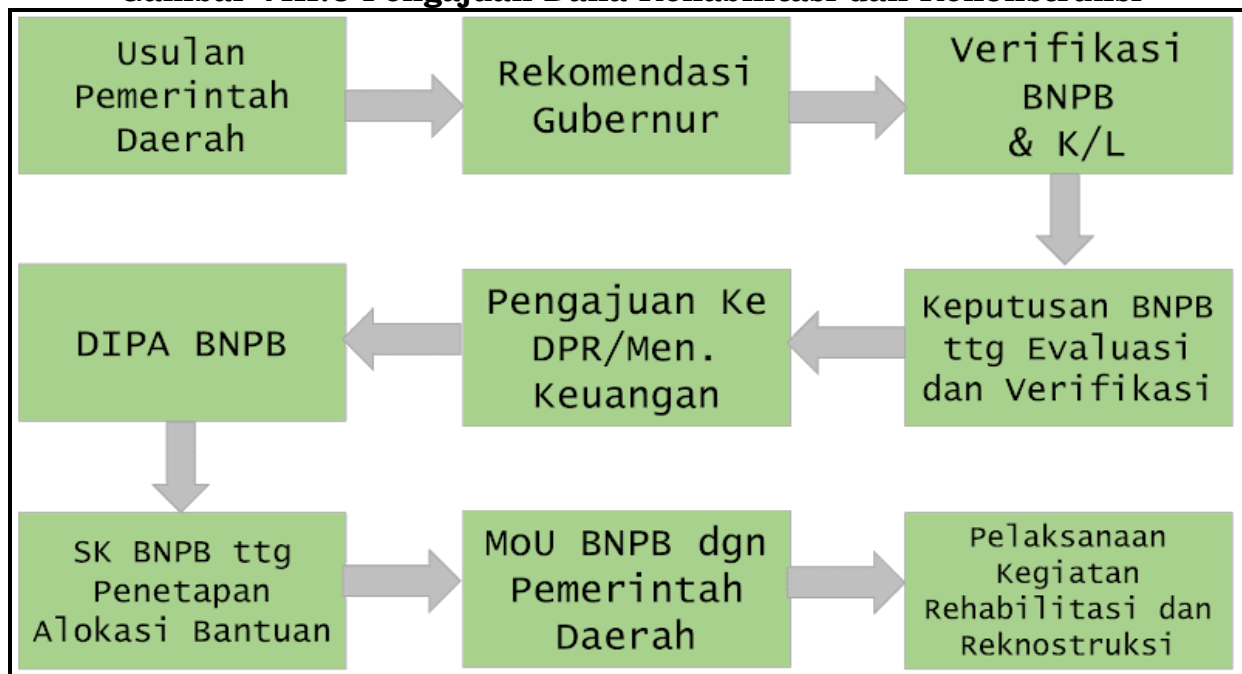 Usulan
Pemerintah
Daerah
Rekomendasi
Gubernur
Verifikasi
BNPB
& K/L
Keputusan BNPB
ttg Evaluasi
dan Verifikasi
Pengajuan Ke
DPR/Men.
Keuangan
DIPA BNPB
SK BNPB ttg
Penetapan
Alokasi Bantuan
MoU BNPB dgn
Pemerintah
Daerah
Pelaksanaan
Kegiatan
Rehabilitasi dan
Reknostruksi